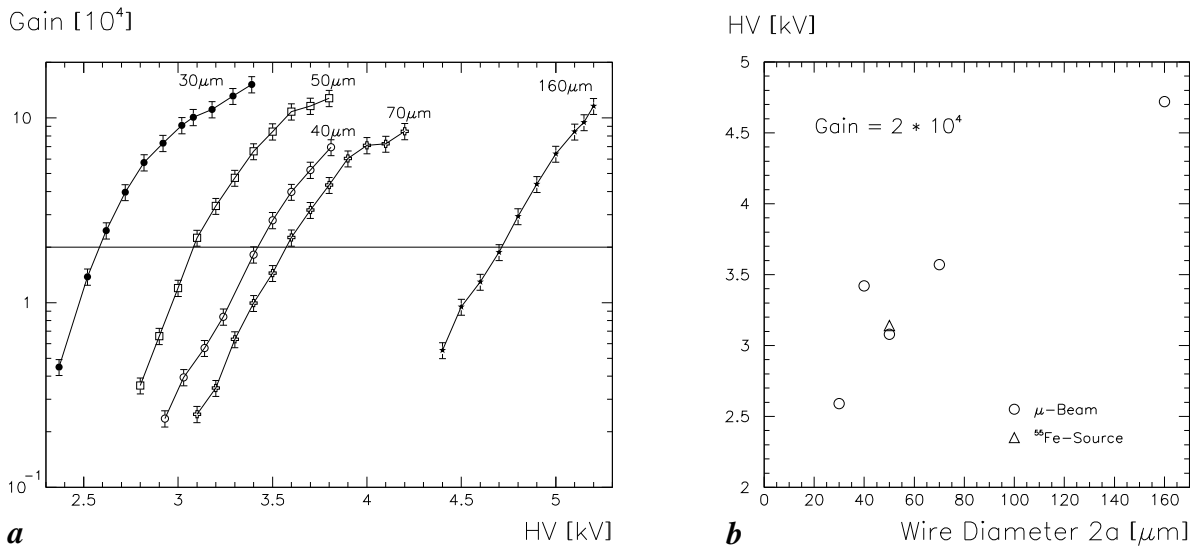 Gain [10⁴]
30μm
50μm
40μm
70μm
160μm
10
1
10⁻¹
2.5 3 3.5 4 4.5 5
a
HV [kV]
HV [kV]
5
4.5
4
3.5
3
2.5
2
Gain = 2 * 10⁴
μ-Beam
⁵⁵Fe-Source
0 20 40 60 80 100 120 140 160
b
Wire Diameter 2a [μm]